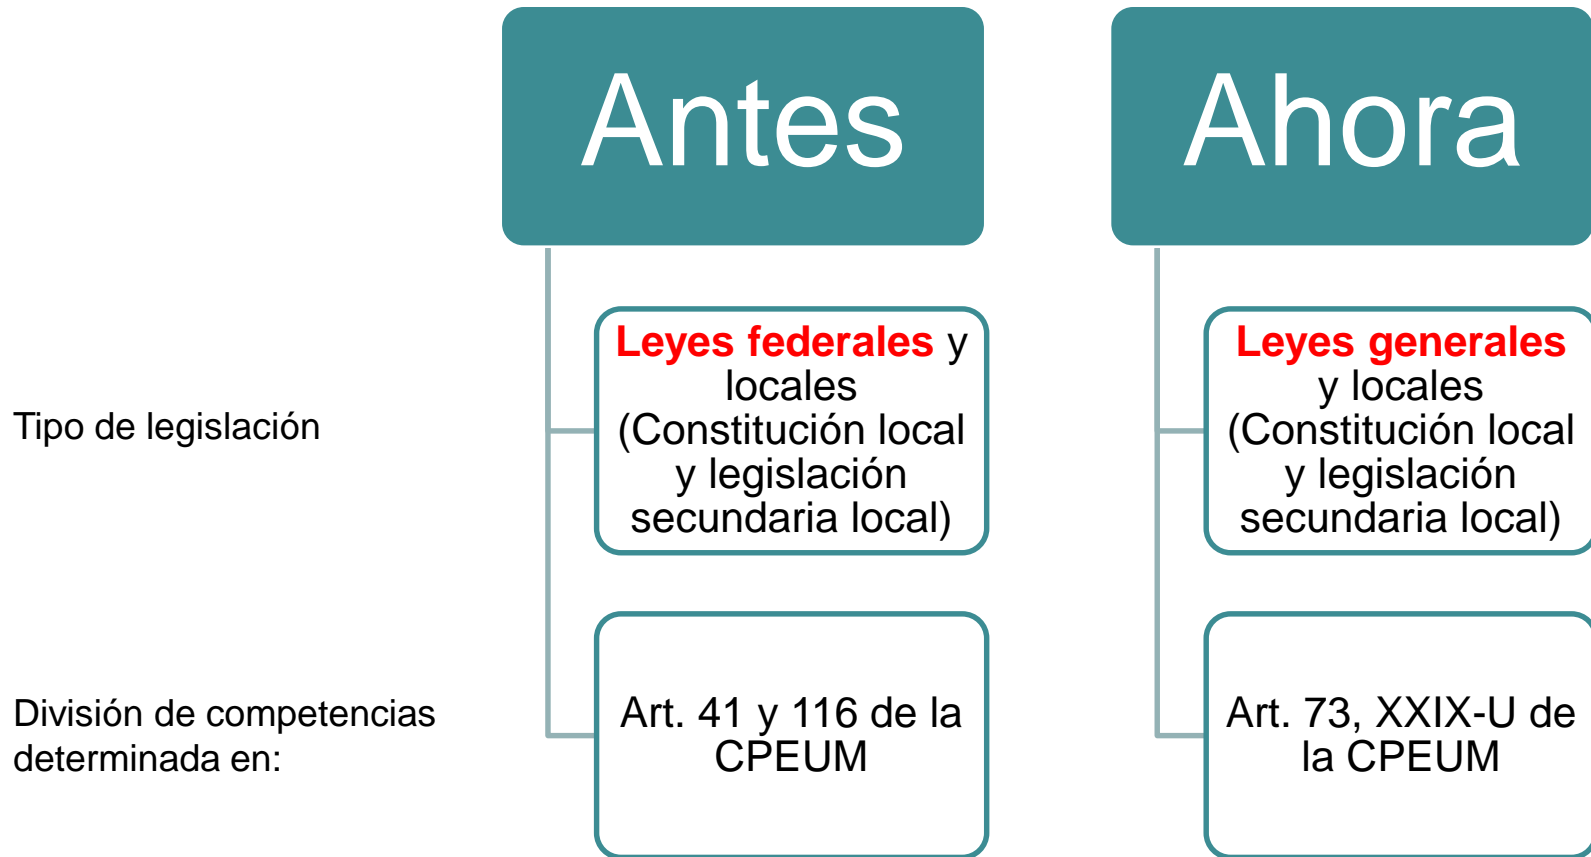 Antes
Ahora
Tipo de legislación
Leyes federales y
locales
(Constitución local
y legislación
secundaria local)
Leyes generales
y locales
(Constitución local
y legislación
secundaria local)
División de competencias
determinada en:
Art. 41 y 116 de la
CPEUM
Art. 73, XXIX-U de
la CPEUM